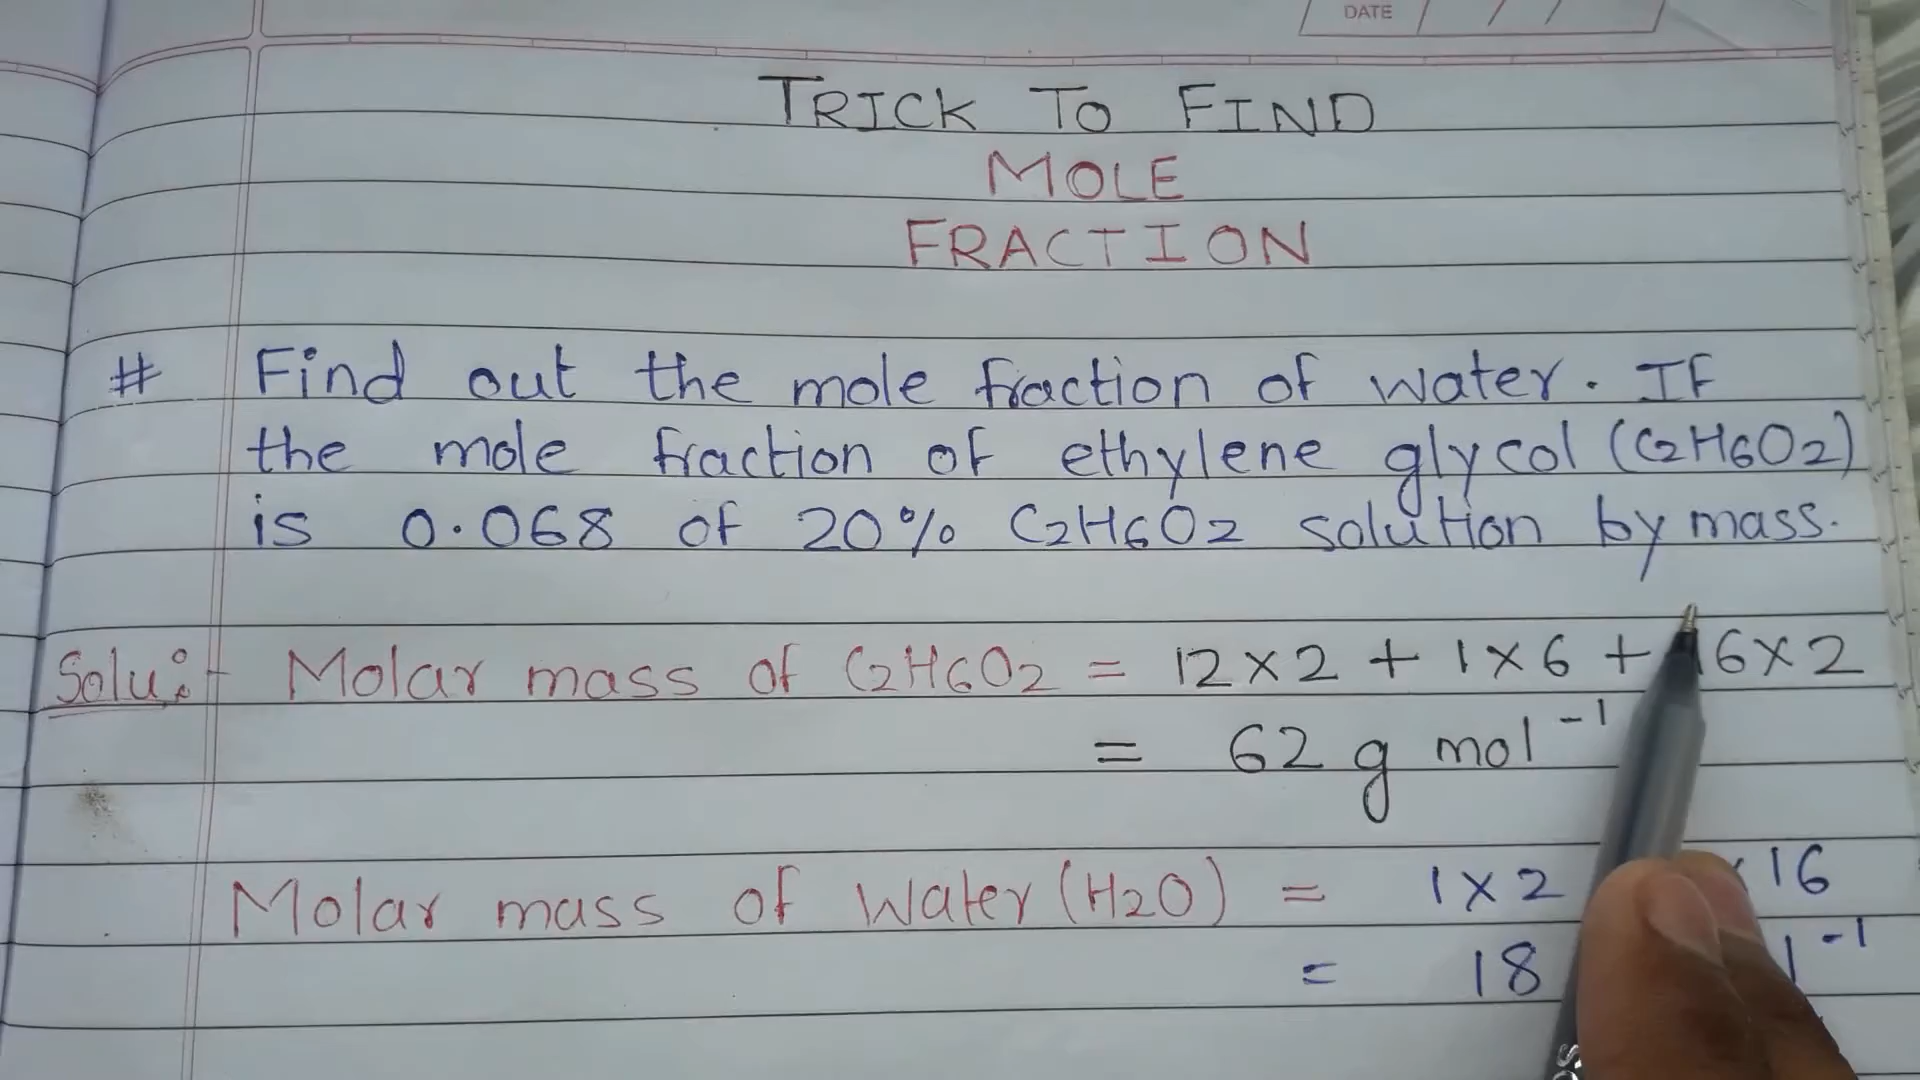 DATE
TRICK TO FIND
MOLE
FRACTION
# Find out the mole fraction of water. If
the mole fraction of ethylene glycol (C2H6O2)
is 0.068 of 20% C2H6O2 solution by mass.
Solu:- Molar mass of C2H6O2 = 12×2 + 1×6 + 16×2
= 62 g mol⁻¹
Molar mass of Water (H2O) = 1×2 ×16
= 18 l⁻¹